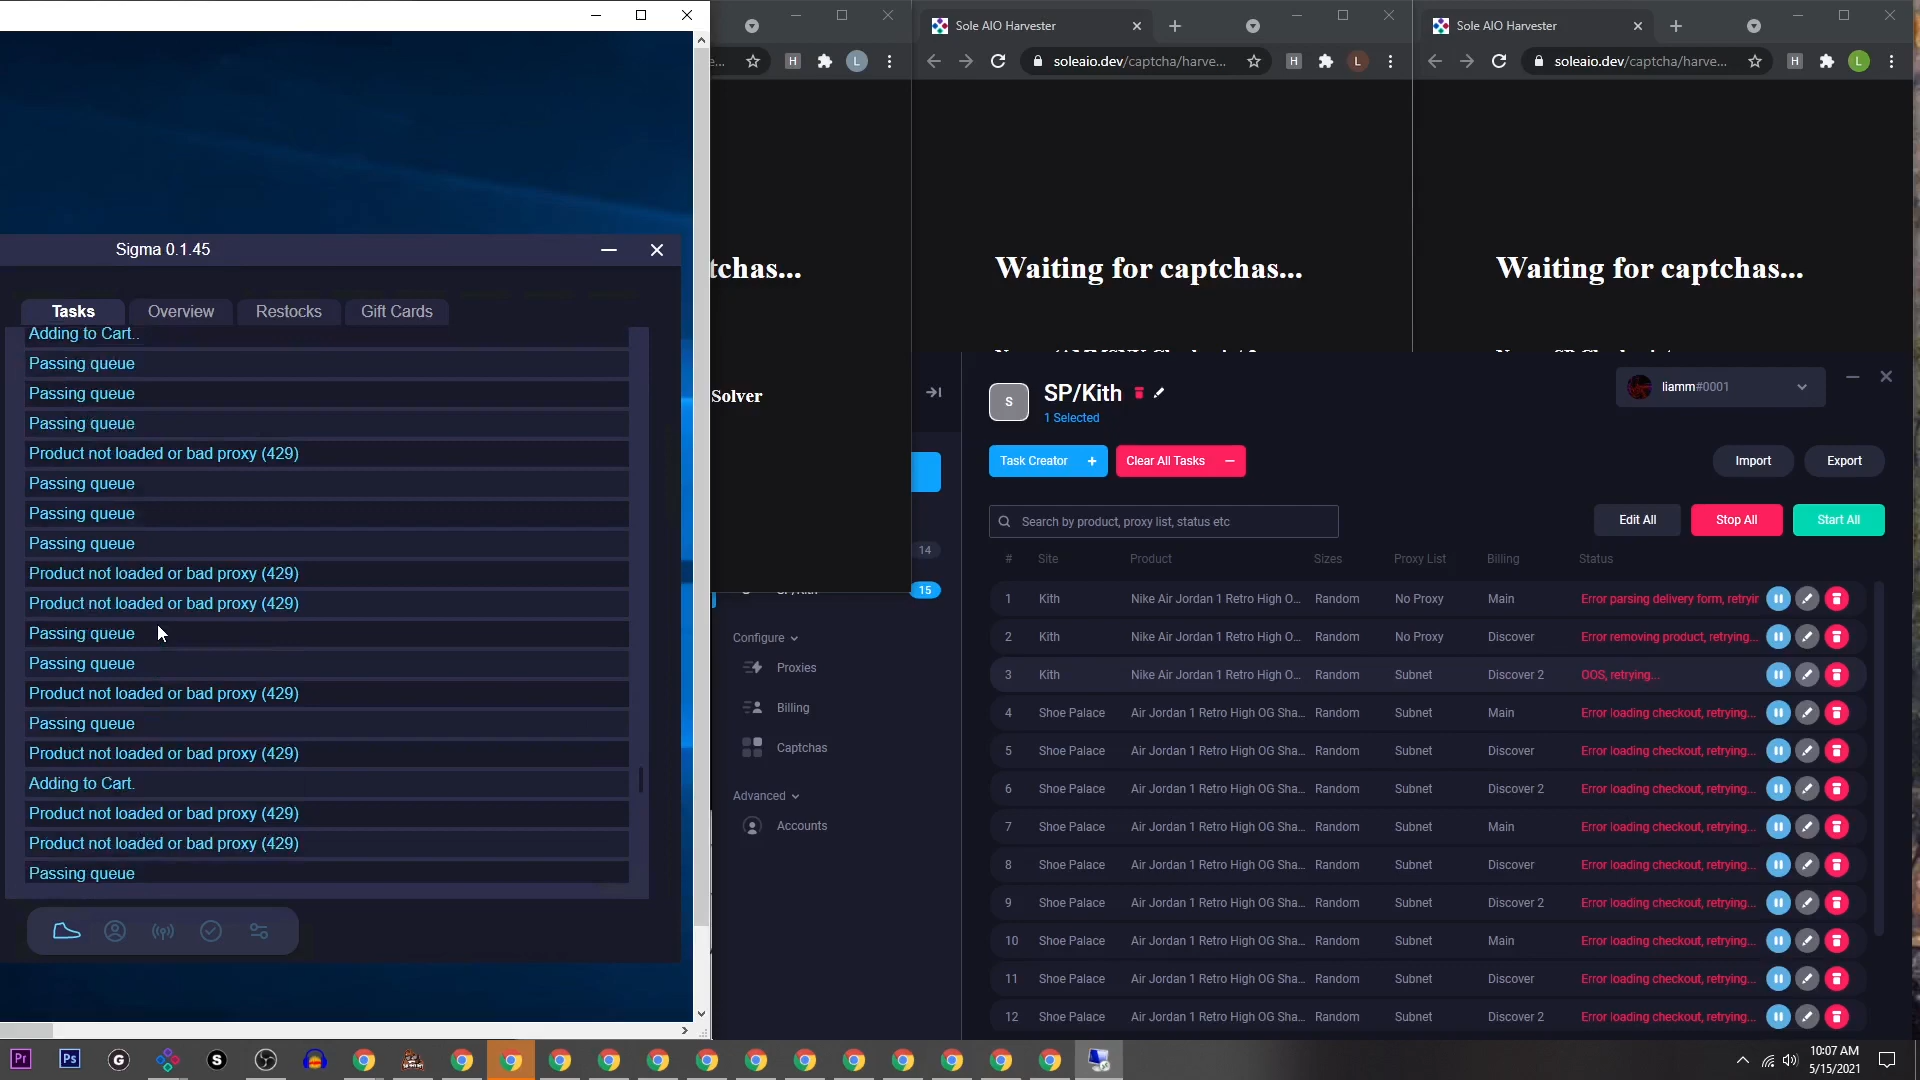 Sigma 0.1.45
Tasks
Overview
Restocks
Gift Cards
Adding to Cart..
Passing queue
Passing queue
Passing queue
Product not loaded or bad proxy (429)
Passing queue
Passing queue
Passing queue
Product not loaded or bad proxy (429)
Product not loaded or bad proxy (429)
Passing queue
Passing queue
Product not loaded or bad proxy (429)
Passing queue
Product not loaded or bad proxy (429)
Adding to Cart.
Product not loaded or bad proxy (429)
Product not loaded or bad proxy (429)
Passing queue
e...
H
L
tchas...
Solver
Sole AIO Harvester
soleaio.dev/captcha/harve...
H
L
Waiting for captchas...
Sole AIO Harvester
soleaio.dev/captcha/harve...
H
L
Waiting for captchas...
14
15
Configure
Proxies
Billing
Captchas
Advanced
Accounts
S
SP/Kith
1 Selected
liamm#0001
Task Creator +
Clear All Tasks −
Import
Export
Search by product, proxy list, status etc
Edit All
Stop All
Start All
# Site Product Sizes Proxy List Billing Status
1 Kith Nike Air Jordan 1 Retro High O... Random No Proxy Main Error parsing delivery form, retryir
2 Kith Nike Air Jordan 1 Retro High O... Random No Proxy Discover Error removing product, retrying...
3 Kith Nike Air Jordan 1 Retro High O... Random Subnet Discover 2 OOS, retrying...
4 Shoe Palace Air Jordan 1 Retro High OG Sha... Random Subnet Main Error loading checkout, retrying...
5 Shoe Palace Air Jordan 1 Retro High OG Sha... Random Subnet Discover Error loading checkout, retrying...
6 Shoe Palace Air Jordan 1 Retro High OG Sha... Random Subnet Discover 2 Error loading checkout, retrying...
7 Shoe Palace Air Jordan 1 Retro High OG Sha... Random Subnet Main Error loading checkout, retrying...
8 Shoe Palace Air Jordan 1 Retro High OG Sha... Random Subnet Discover Error loading checkout, retrying...
9 Shoe Palace Air Jordan 1 Retro High OG Sha... Random Subnet Discover 2 Error loading checkout, retrying...
10 Shoe Palace Air Jordan 1 Retro High OG Sha... Random Subnet Main Error loading checkout, retrying...
11 Shoe Palace Air Jordan 1 Retro High OG Sha... Random Subnet Discover Error loading checkout, retrying...
12 Shoe Palace Air Jordan 1 Retro High OG Sha... Random Subnet Discover 2 Error loading checkout, retrying...
Pr
Ps
G
S
10:07 AM
5/15/2021